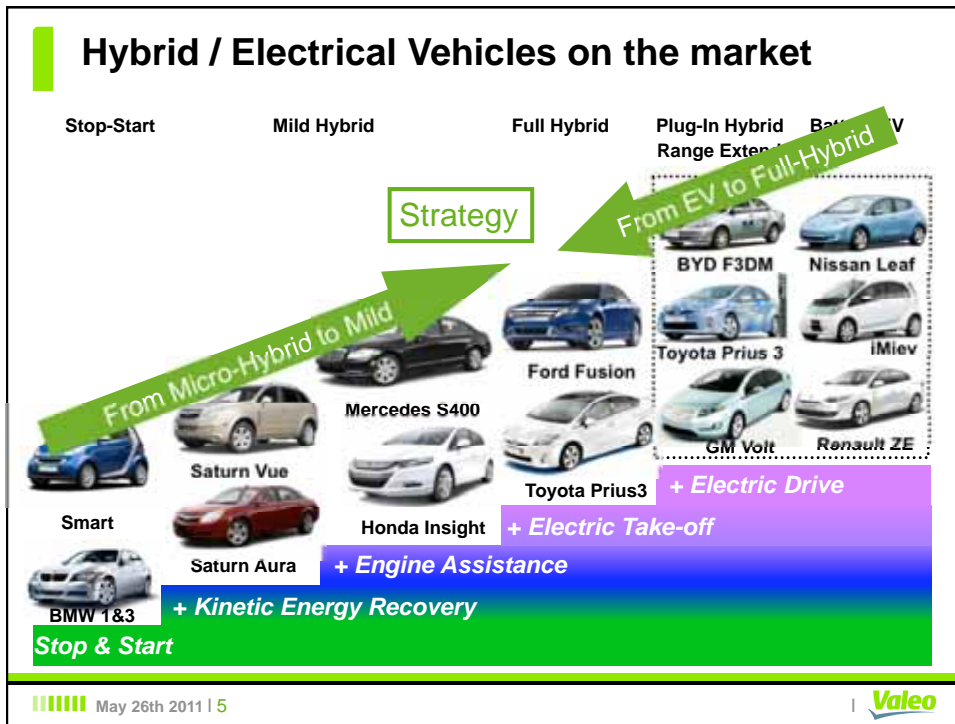 Hybrid / Electrical Vehicles on the market
Stop-Start
Mild Hybrid
Full Hybrid
Plug-In Hybrid
Range Extend
Strategy
From EV to Full-Hybrid
From Micro-Hybrid to Mild
BYD F3DM
Nissan Leaf
Toyota Prius 3
iMiev
GM Volt
Renault ZE
Ford Fusion
Toyota Prius3
Mercedes S400
Honda Insight
Saturn Vue
Saturn Aura
Smart
BMW 1&3
+ Electric Drive
+ Electric Take-off
+ Engine Assistance
+ Kinetic Energy Recovery
Stop & Start
May 26th 2011 | 5
Valeo